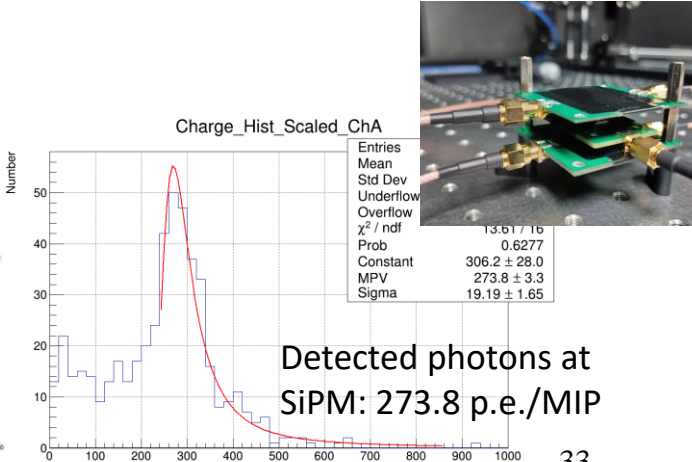 Charge_Hist_Scaled_ChA
Number
Entries
Mean
Std Dev
Underflow
Overflow
χ² / ndf 13.61 / 16
Prob 0.6277
Constant 306.2 ± 28.0
MPV 273.8 ± 3.3
Sigma 19.19 ± 1.65
50
40
30
20
10
0
Detected photons at
SiPM: 273.8 p.e./MIP
0 100 200 300 400 500 600 700 800 900 1000
33